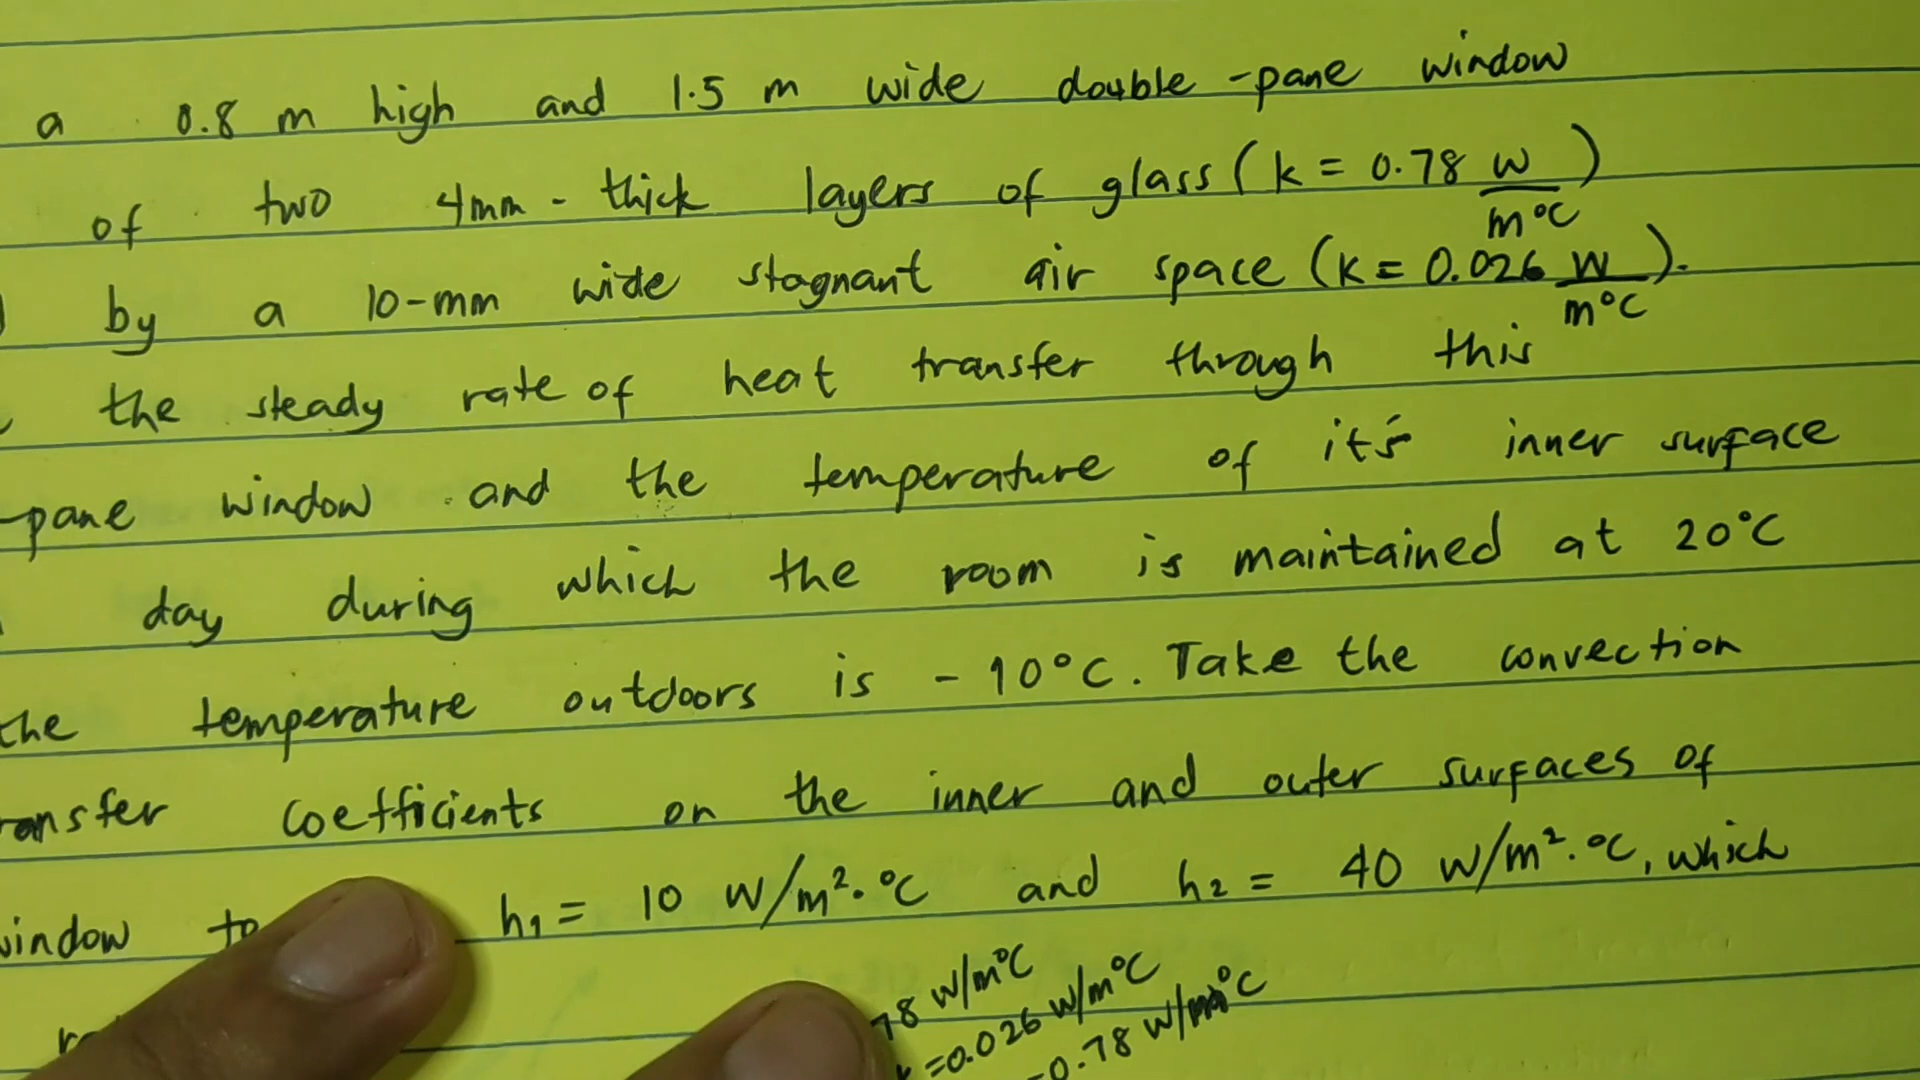 a 0.8 m high and 1.5 m wide double-pane window
of two 4mm-thick layers of glass (k = 0.78 W/m°C)
by a 10-mm wide stagnant air space (k = 0.026 W/m°C).
the steady rate of heat transfer through this
-pane window and the temperature of it's inner surface
day during which the room is maintained at 20°C
the temperature outdoors is -10°C. Take the convection
ransfer coefficients on the inner and outer surfaces of
window to h₁ = 10 W/m².°C and h₂ = 40 W/m².°C, which
78 W/m°C
=0.026 W/m°C
0.78 W/m°C